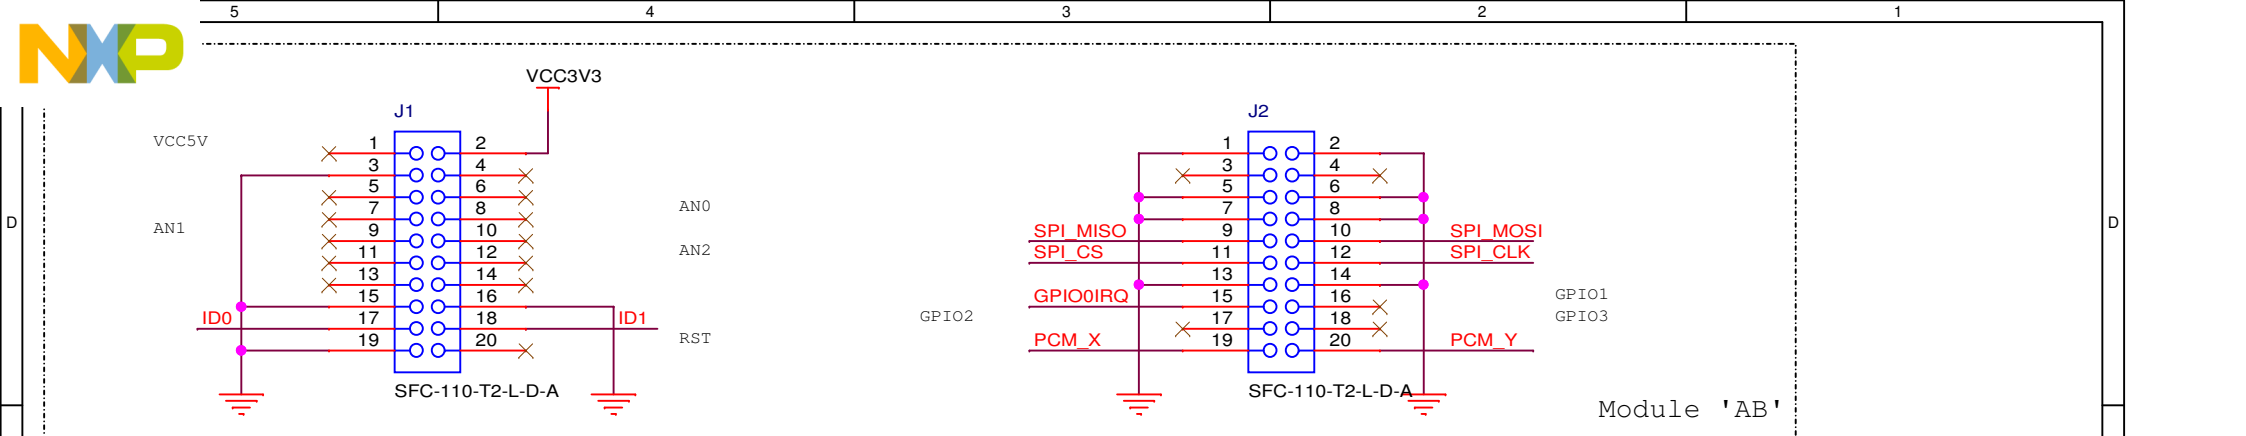 5 4 3 2 1
NXP
VCC3V3
J1 J2
VCC5V
1 2 1 2
3 4 3 4
5 6 5 6
AN0
7 8 7 8
AN1
9 10 SPI_MISO 9 10 SPI_MOSI
AN2
11 12 SPI_CS 11 12 SPI_CLK
13 14 13 14
15 16 GPIO0IRQ 15 16 GPIO1
ID0 17 18 ID1 GPIO2 17 18 GPIO3
RST
19 20 PCM_X 19 20 PCM_Y
D D
SFC-110-T2-L-D-A SFC-110-T2-L-D-A
Module 'AB'